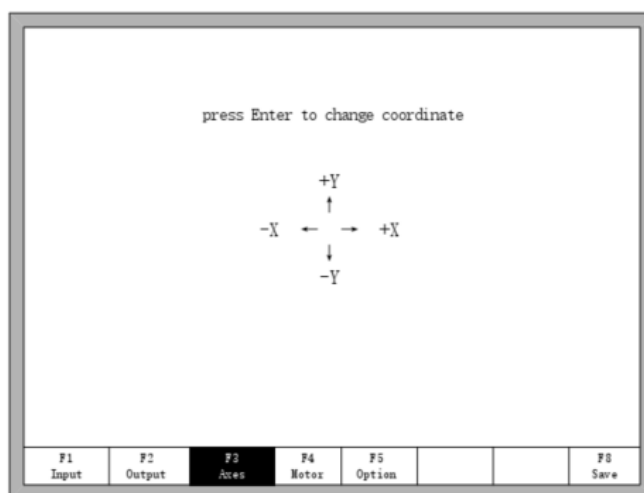 press Enter to change coordinate
+Y
↑
-X ← → +X
↓
-Y
F1 F2 F3 F4 F5 F8
Input Output Axes Motor Option Save